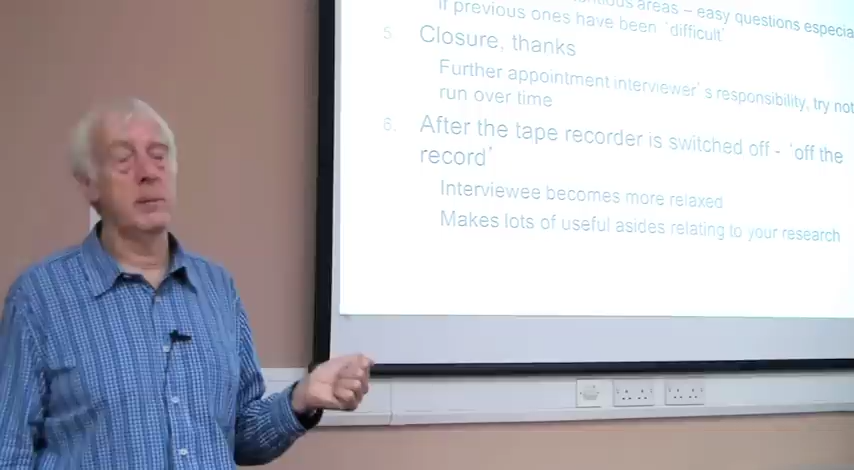 tious areas – easy questions especia
if previous ones have been 'difficult'
5. Closure, thanks
Further appointment interviewer's responsibility, try not
run over time
6. After the tape recorder is switched off - 'off the
record'
Interviewee becomes more relaxed
Makes lots of useful asides relating to your research